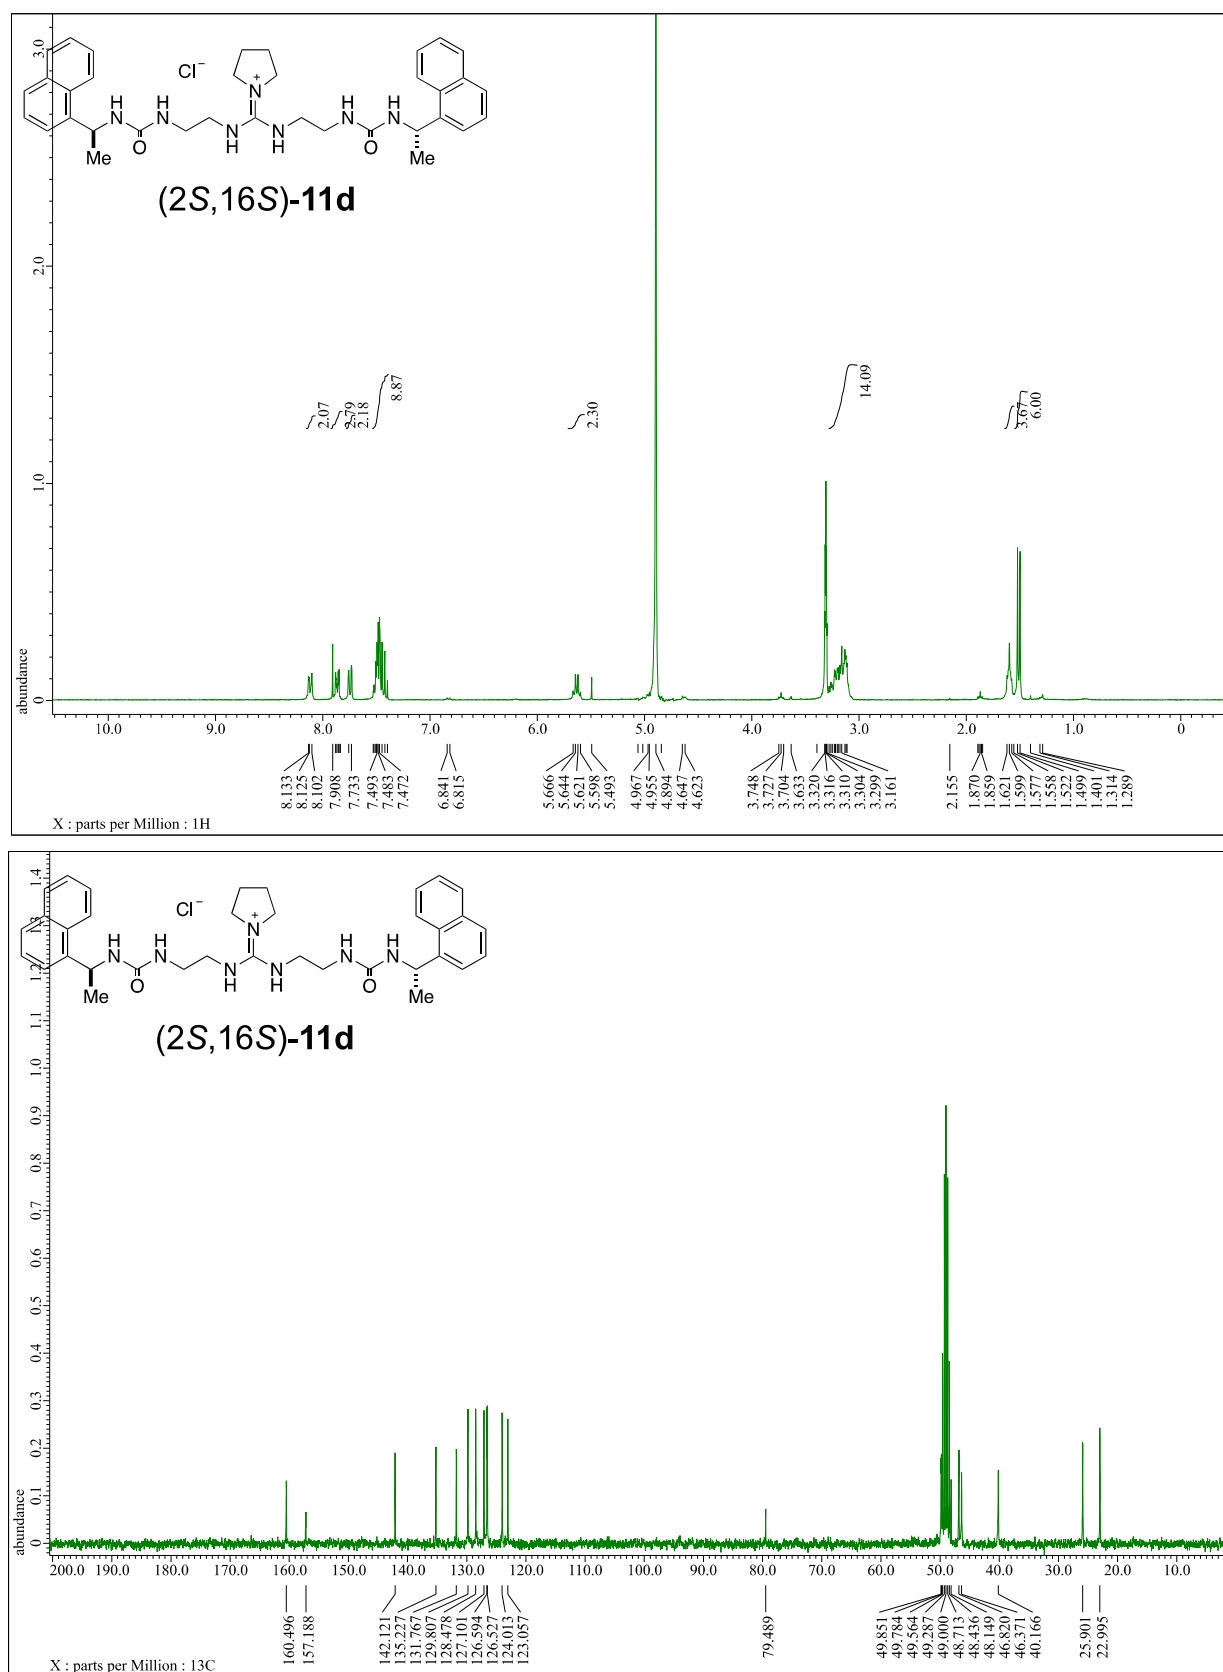 3.0
2.0
1.0
0
abundance
Cl−
+
N
H
N
H
N
O
N
H
N
H
H
N
H
N
O
Me
Me
(2S,16S)-11d
2.07
2.79
2.18
8.87
2.30
14.09
3.67
6.00
10.0 9.0 8.0 7.0 6.0 5.0 4.0 3.0 2.0 1.0 0
8.133
8.125
8.102
7.908
7.733
7.493
7.483
7.472
6.841
6.815
5.666
5.644
5.621
5.598
5.493
4.967
4.955
4.894
4.647
4.623
3.748
3.727
3.704
3.633
3.320
3.316
3.310
3.304
3.299
3.161
2.155
1.870
1.859
1.621
1.599
1.577
1.558
1.522
1.499
1.401
1.314
1.289
X : parts per Million : 1H
1.4
1.3
1.2
1.1
1.0
0.9
0.8
0.7
0.6
0.5
0.4
0.3
0.2
0.1
0
abundance
Cl−
+
N
H
N
H
N
O
N
H
N
H
H
N
H
N
O
Me
Me
(2S,16S)-11d
200.0 190.0 180.0 170.0 160.0 150.0 140.0 130.0 120.0 110.0 100.0 90.0 80.0 70.0 60.0 50.0 40.0 30.0 20.0 10.0
160.496
157.188
142.121
135.227
131.767
129.807
128.478
127.101
126.594
126.527
124.013
123.057
79.489
49.851
49.784
49.564
49.287
49.000
48.713
48.436
48.149
46.820
46.371
40.166
25.901
22.995
X : parts per Million : 13C